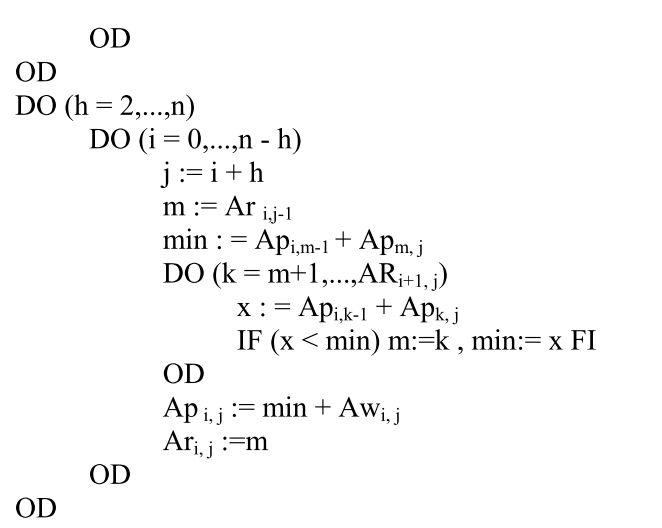 OD
OD
DO (h = 2,...,n)
DO (i = 0,...,n - h)
j := i + h
m := Ar i,j-1
min : = Api,m-1 + Apm, j
DO (k = m+1,...,ARi+1, j)
x : = Api,k-1 + Apk, j
IF (x < min) m:=k , min:= x FI
OD
Ap i, j := min + Awi, j
Ari, j :=m
OD
OD